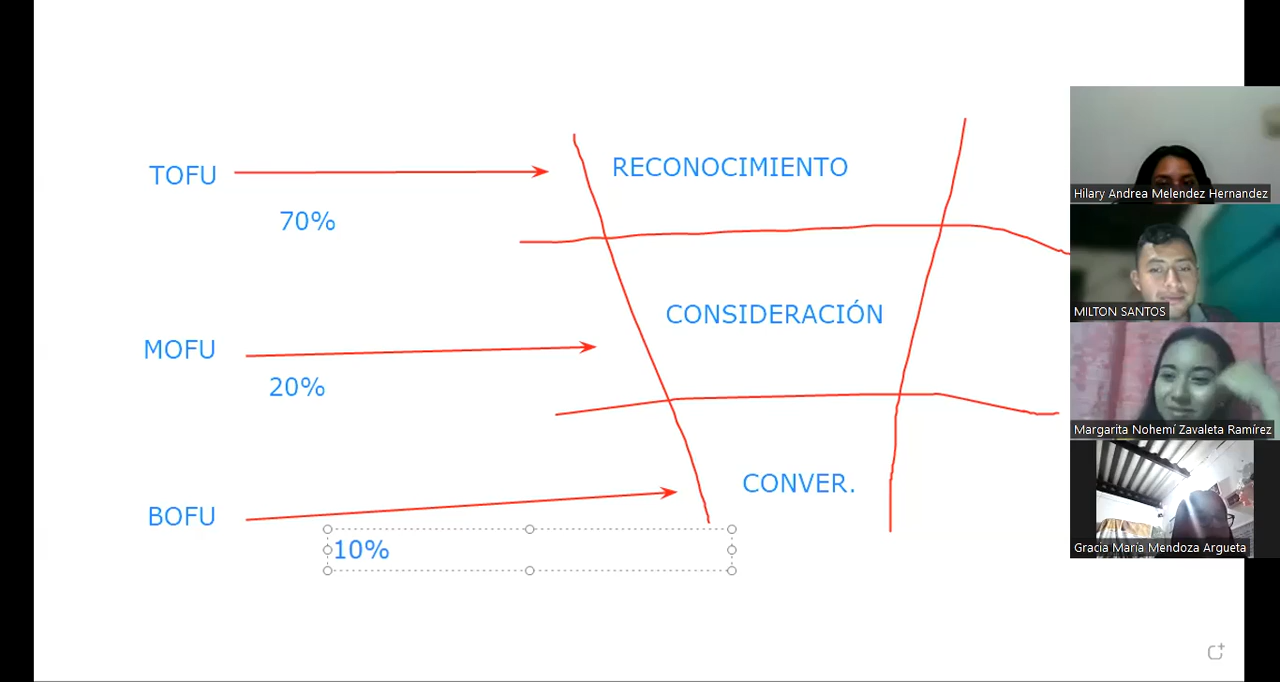 TOFU
RECONOCIMIENTO
70%
MOFU
CONSIDERACIÓN
20%
BOFU
CONVER.
10%
Hilary Andrea Melendez Hernandez
MILTON SANTOS
Margarita Nohemí Zavaleta Ramírez
Gracia María Mendoza Argueta